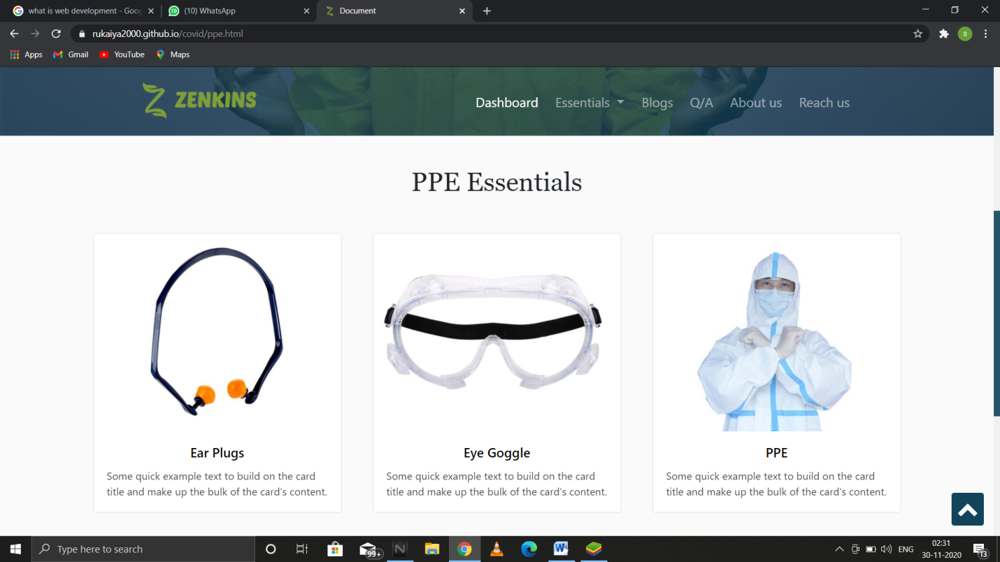 what is web development - Goog
(10) WhatsApp
Document
rukaiya2000.github.io/covid/ppe.html
S
Apps
Gmail
YouTube
Maps
ZENKINS
Dashboard
Essentials
Blogs
Q/A
About us
Reach us
PPE Essentials
Ear Plugs
Some quick example text to build on the card
title and make up the bulk of the card's content.
Eye Goggle
Some quick example text to build on the card
title and make up the bulk of the card's content.
PPE
Some quick example text to build on the card
title and make up the bulk of the card's content.
Type here to search
99+
N
W
ENG
02:31
30-11-2020
13